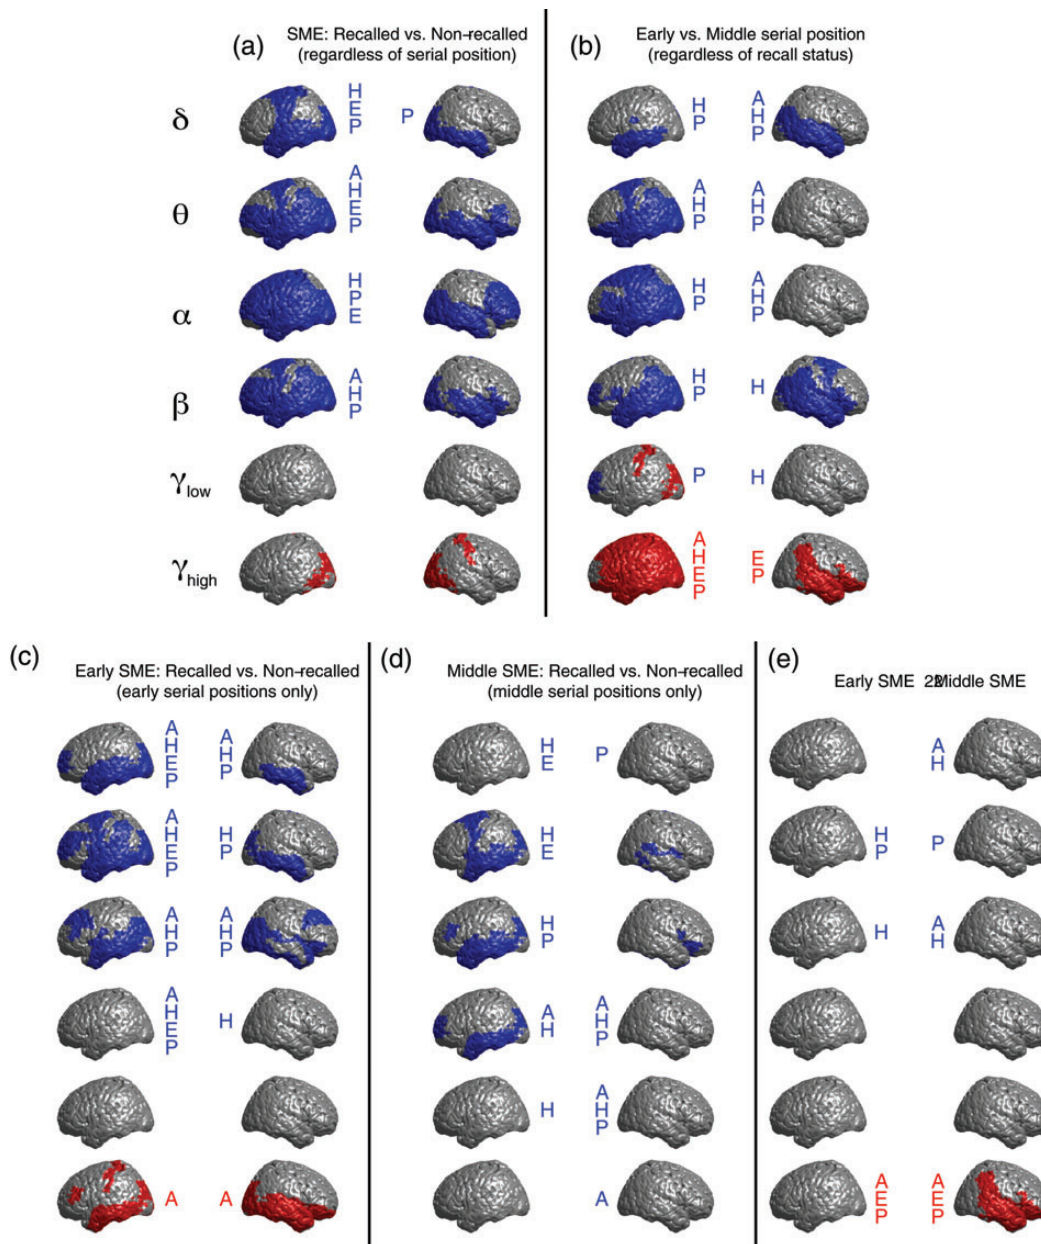 (a) SME: Recalled vs. Non-recalled
(regardless of serial position)
(b) Early vs. Middle serial position
(regardless of recall status)
δ
H
E
P
P
H
P
A
H
P
θ
A
H
E
P
A
H
P
A
H
P
α
H
P
E
H
P
A
H
P
β
A
H
P
H
P
H
γlow
P
H
γhigh
A
H
E
P
E
P
(c) Early SME: Recalled vs. Non-recalled
(early serial positions only)
A
H
E
P
A
H
P
A
H
E
P
H
P
A
H
P
A
H
P
A
H
E
P
H
A
A
(d) Middle SME: Recalled vs. Non-recalled
(middle serial positions only)
H
E
P
H
E
H
P
A
H
A
H
P
H
A
H
P
A
(e)
Early SME Middle SME
A
H
H
P
P
H
A
H
A
E
P
A
E
P